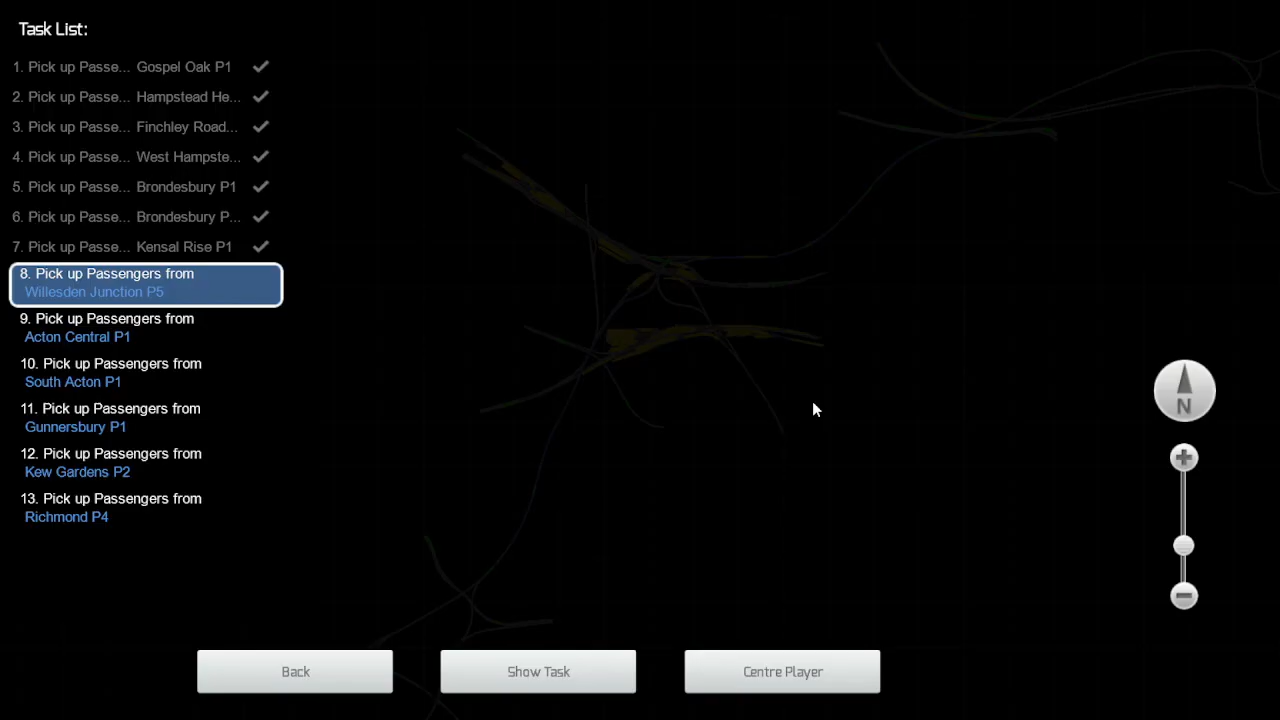 Task List:
1. Pick up Passe... Gospel Oak P1
2. Pick up Passe... Hampstead He...
3. Pick up Passe... Finchley Road...
4. Pick up Passe... West Hampste...
5. Pick up Passe... Brondesbury P1
6. Pick up Passe... Brondesbury P...
7. Pick up Passe... Kensal Rise P1
8. Pick up Passengers from
Willesden Junction P5
9. Pick up Passengers from
Acton Central P1
10. Pick up Passengers from
South Acton P1
11. Pick up Passengers from
Gunnersbury P1
12. Pick up Passengers from
Kew Gardens P2
13. Pick up Passengers from
Richmond P4
N
Back
Show Task
Centre Player